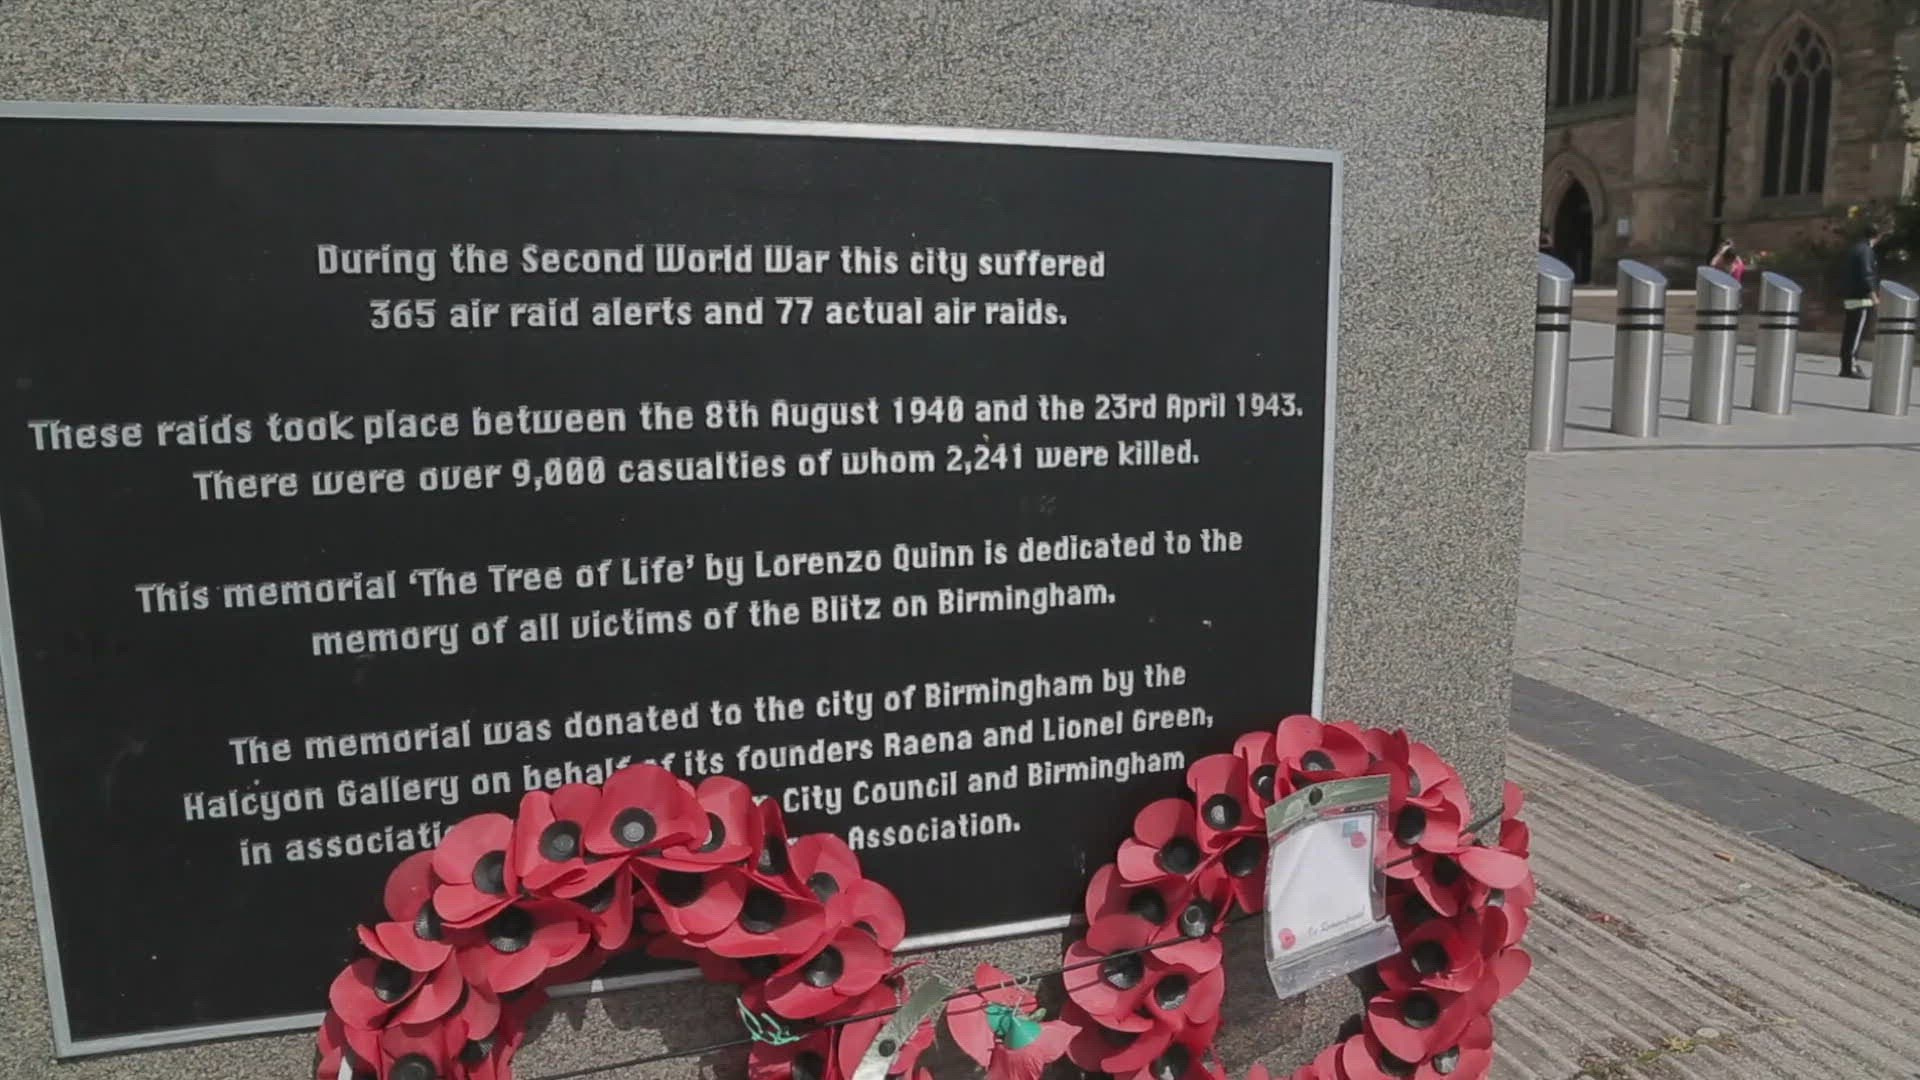 During the Second World War this city suffered
365 air raid alerts and 77 actual air raids.
These raids took place between the 8th August 1940 and the 23rd April 1943.
There were over 9,000 casualties of whom 2,241 were killed.
This memorial ‘The Tree of Life’ by Lorenzo Quinn is dedicated to the
memory of all victims of the Blitz on Birmingham.
The memorial was donated to the city of Birmingham by the
Halcyon Gallery on behalf of its founders Raena and Lionel Green,
in City Council and Birmingham
Association.